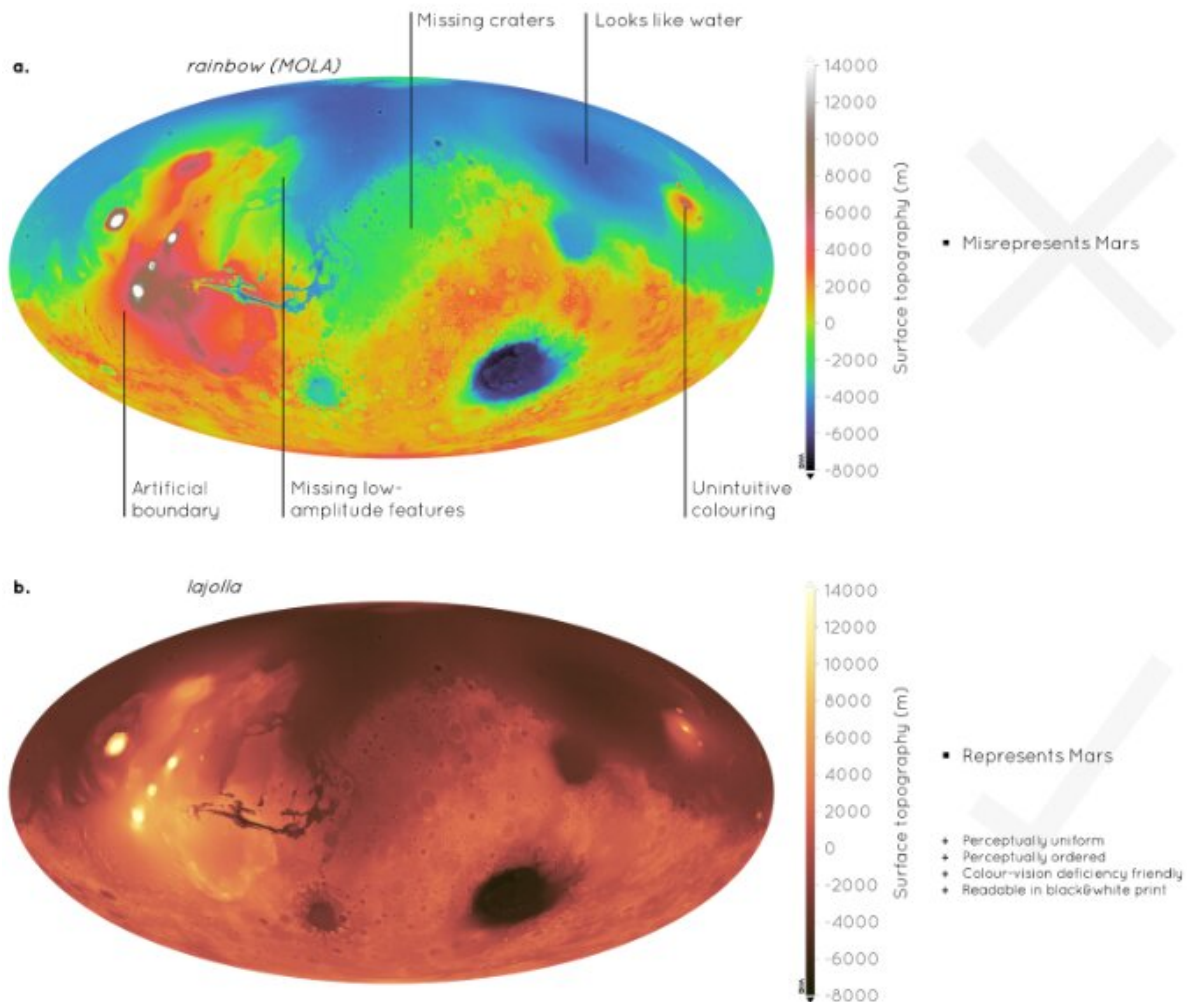 Missing craters
Looks like water
a.
rainbow (MOLA)
14000
12000
10000
8000
6000
4000
2000
0
-2000
-4000
-6000
-8000
Surface topography (m)
Misrepresents Mars
Artificial
boundary
Missing low-
amplitude features
Unintuitive
colouring
b.
lajolla
14000
12000
10000
8000
6000
4000
2000
0
-2000
-4000
-6000
-8000
Surface topography (m)
Represents Mars
+ Perceptually uniform
+ Perceptually ordered
+ Colour-vision deficiency friendly
+ Readable in black&white print